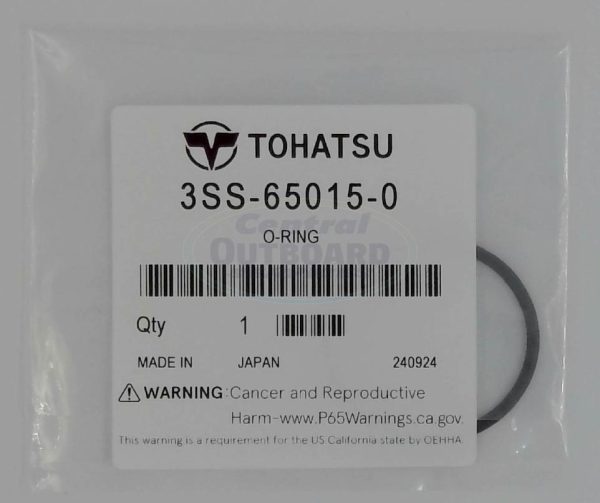 TOHATSU
3SS-65015-0
Central
OUTBOARD
O-RING
Qty 1
MADE IN JAPAN 240924
WARNING:Cancer and Reproductive
Harm-www.P65Warnings.ca.gov.
This warning is a requirement for the US California state by OEHHA.